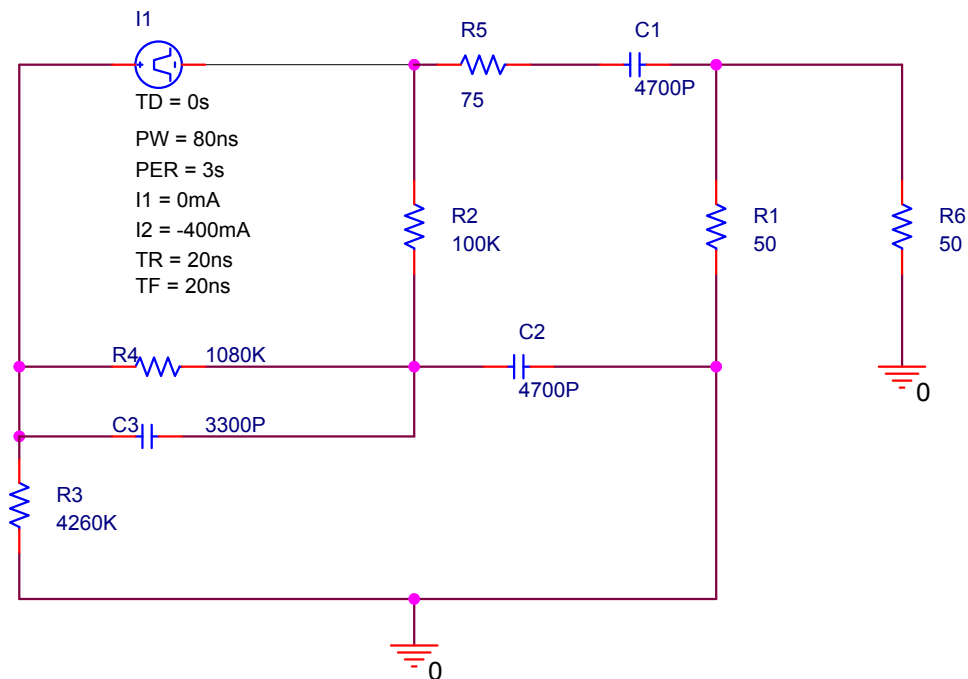 I1
R5
C1
TD = 0s
75
4700P
PW = 80ns
PER = 3s
I1 = 0mA
I2 = -400mA
TR = 20ns
TF = 20ns
R2
100K
R1
50
R6
50
C2
4700P
R4
1080K
0
C3
3300P
R3
4260K
0